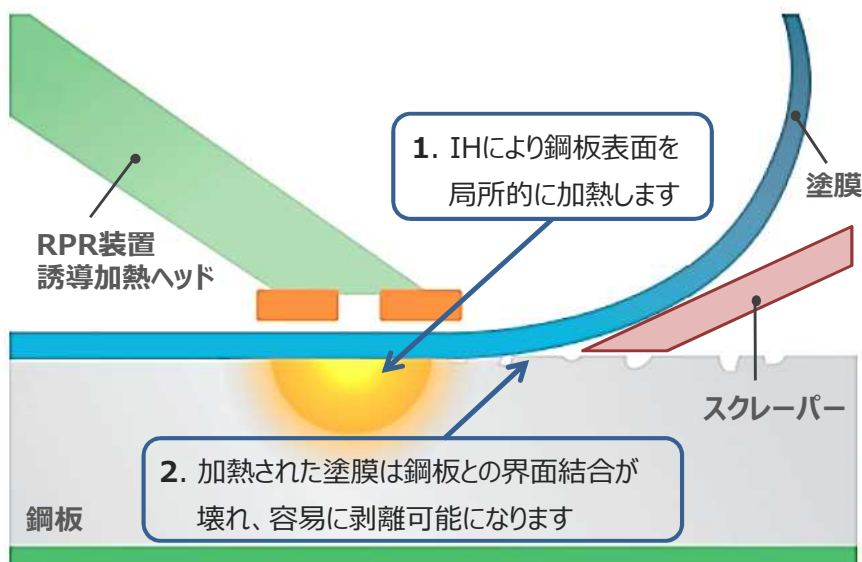 1. IHにより鋼板表面を
局所的に加熱します
塗膜
RPR装置
誘導加熱ヘッド
スクレーパー
2. 加熱された塗膜は鋼板との界面結合が
壊れ、容易に剥離可能になります
鋼板